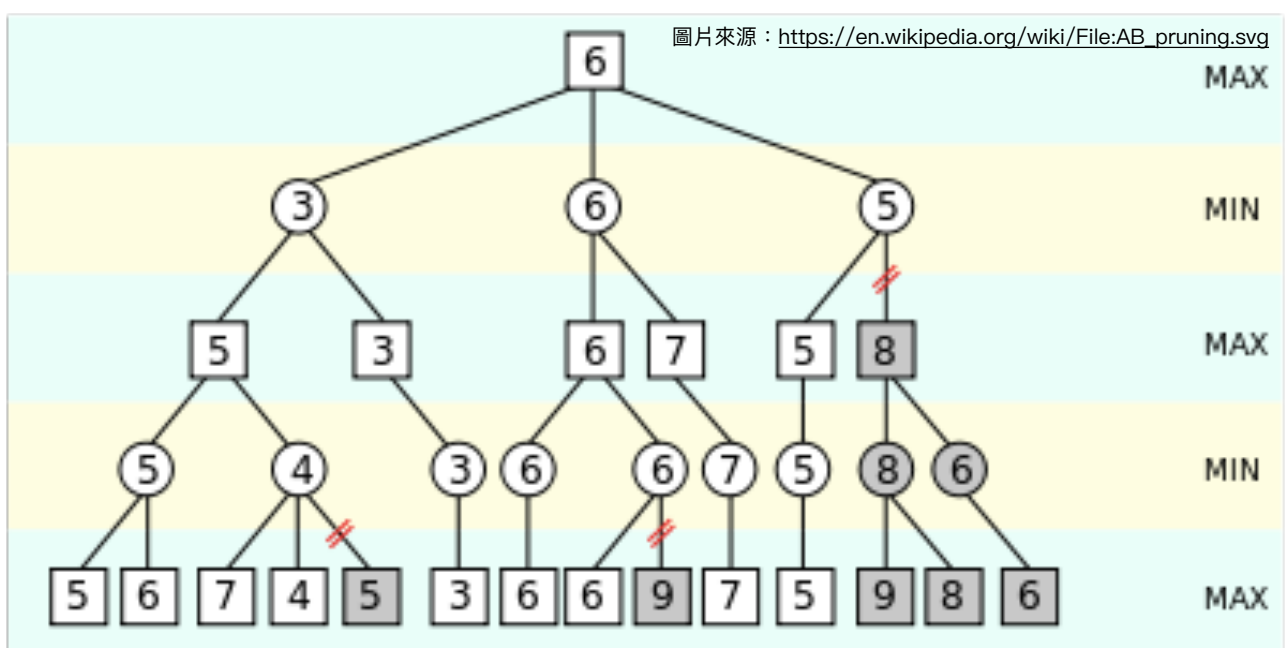 圖片來源：https://en.wikipedia.org/wiki/File:AB_pruning.svg
6 MAX
3 6 5 MIN
5 3 6 7 5 8 MAX
5 4 3 6 6 7 5 8 6 MIN
5 6 7 4 5 3 6 6 9 7 5 9 8 6 MAX